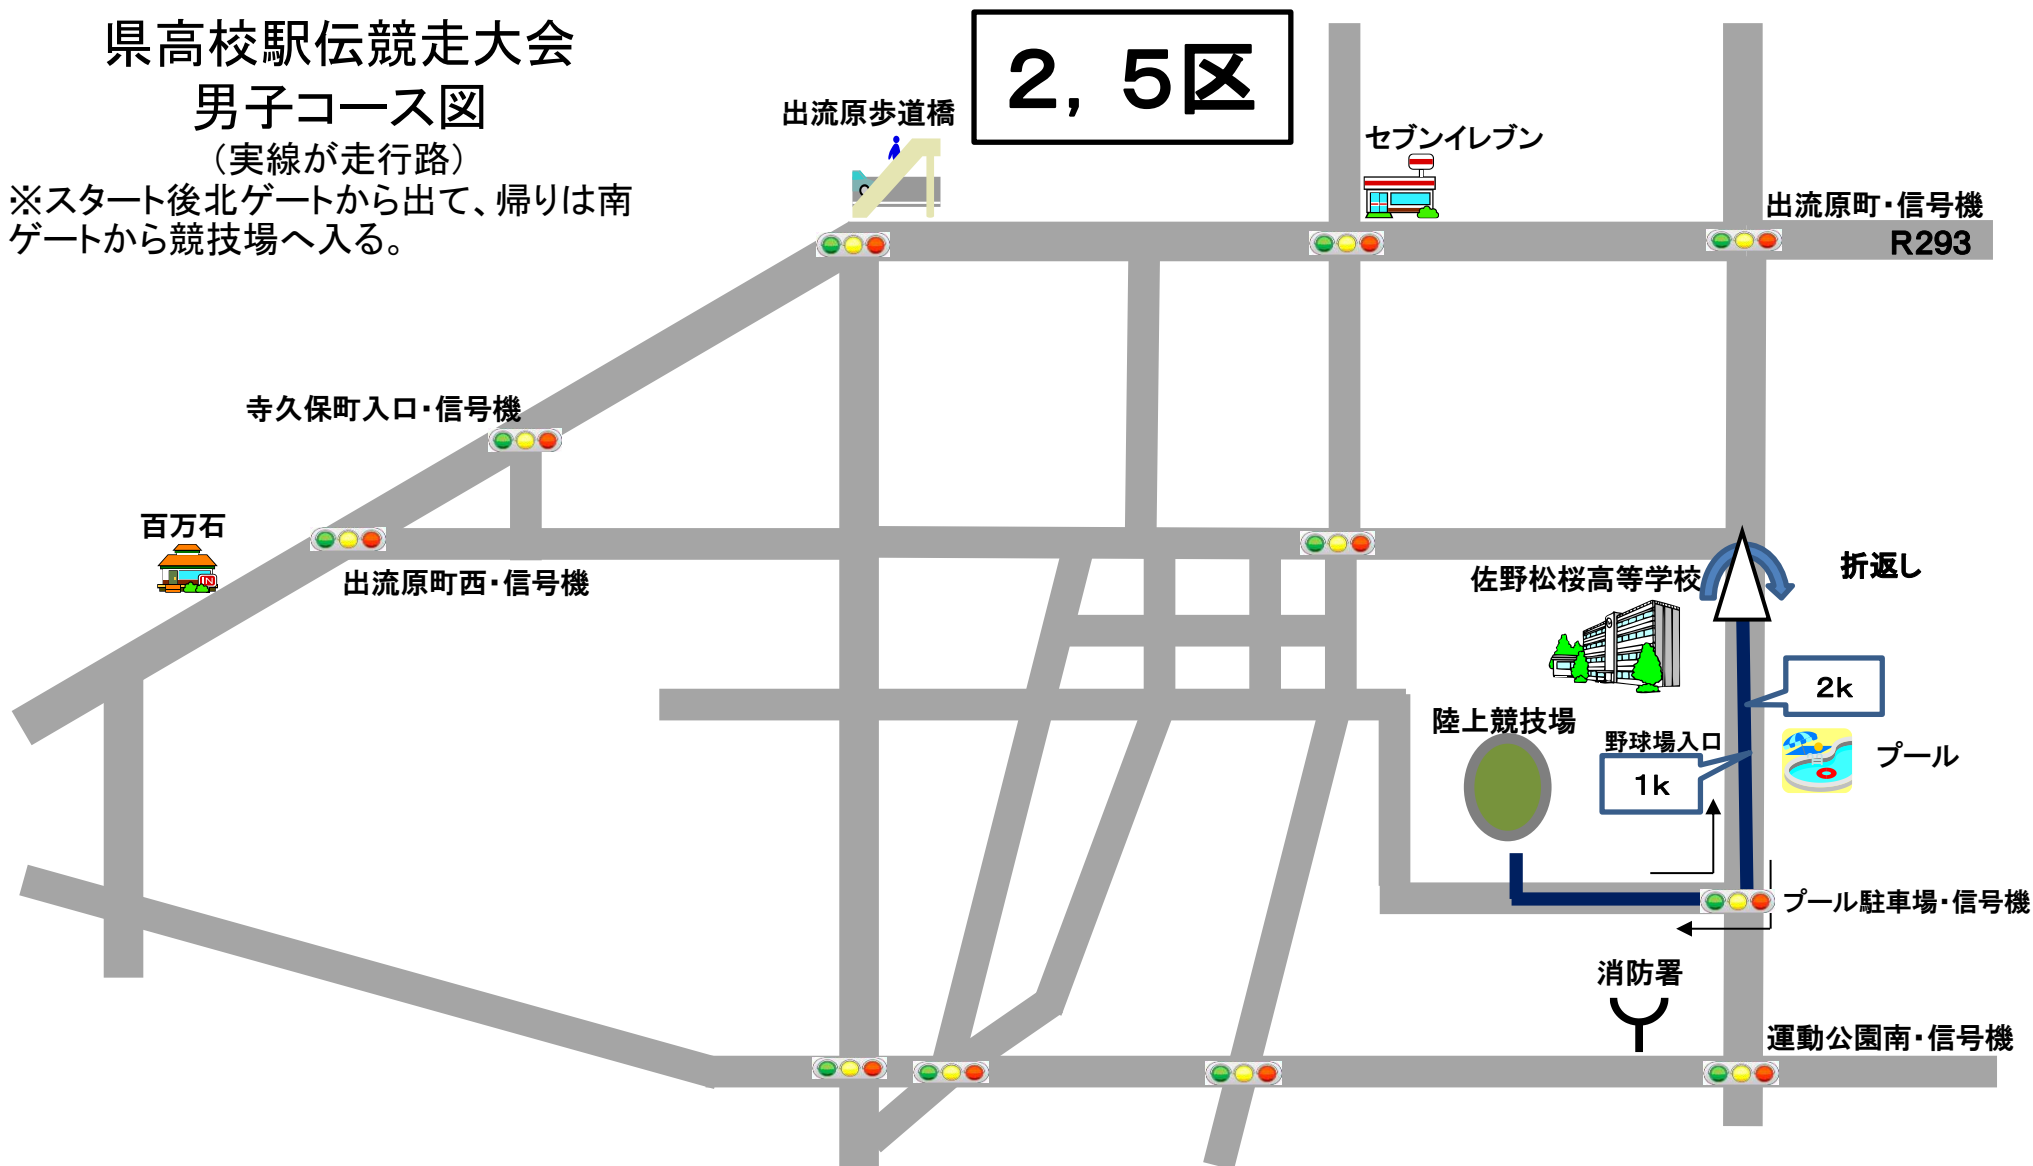 県高校駅伝競走大会
男子コース図
（実線が走行路）
※スタート後北ゲートから出て、帰りは南
ゲートから競技場へ入る。
2，5区
出流原歩道橋
セブンイレブン
出流原町・信号機
R293
寺久保町入口・信号機
百万石
出流原町西・信号機
佐野松桜高等学校
折返し
2k
陸上競技場
野球場入口
プール
1k
プール駐車場・信号機
消防署
運動公園南・信号機